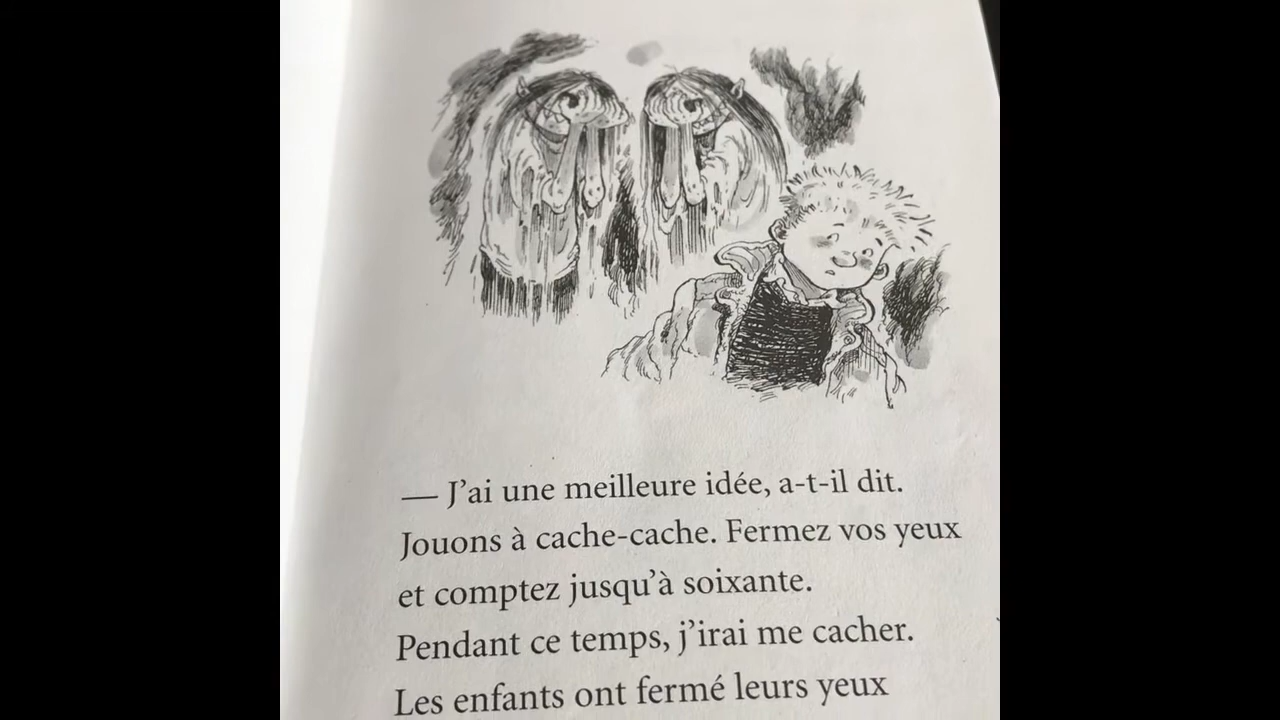 — J’ai une meilleure idée, a-t-il dit.
Jouons à cache-cache. Fermez vos yeux
et comptez jusqu’à soixante.
Pendant ce temps, j’irai me cacher.
Les enfants ont fermé leurs yeux